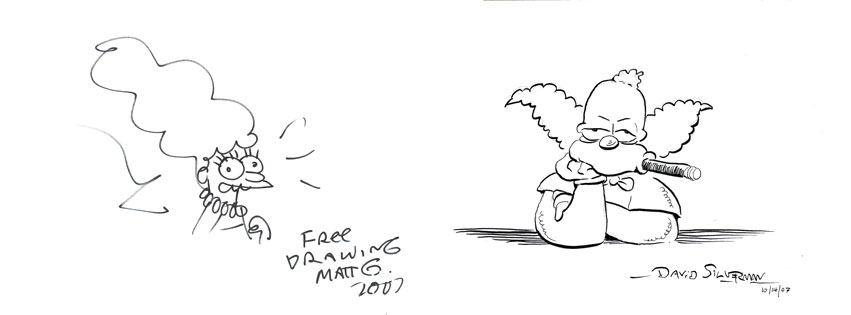 FREE
DRAWING
MATT G.
2007
DAVID SILVERMAN
10/14/07